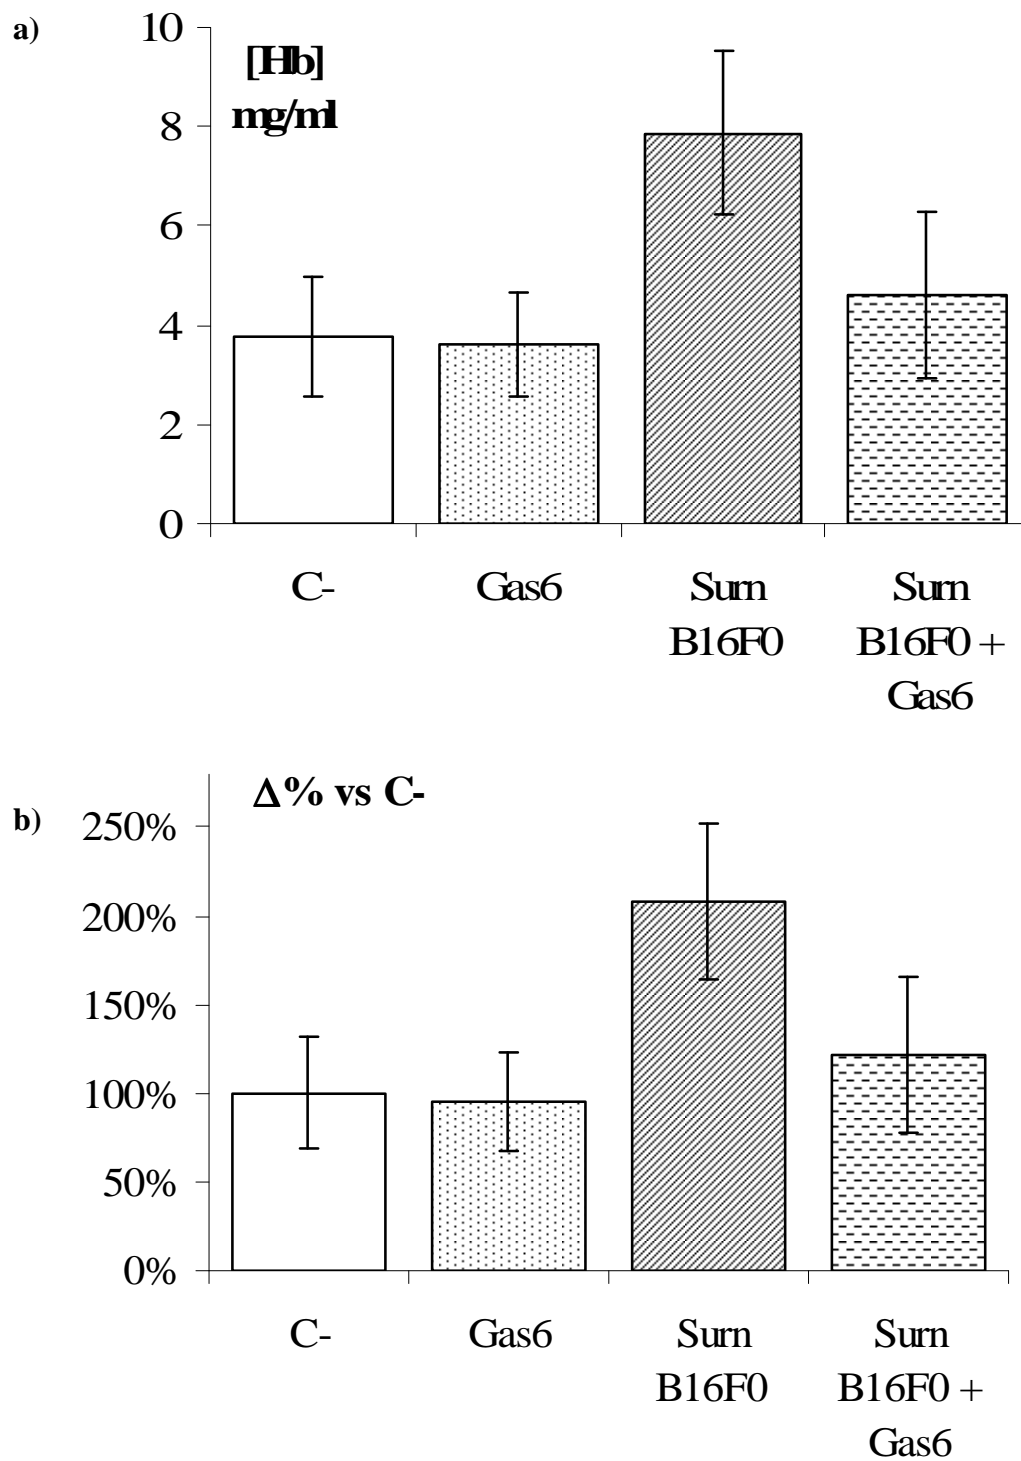 a)
[Hb]
mg/ml
10
8
6
4
2
0
C-
Gas6
Surn
B16F0
Surn
B16F0 +
Gas6
b)
Δ% vs C-
250%
200%
150%
100%
50%
0%
C-
Gas6
Surn
B16F0
Surn
B16F0 +
Gas6